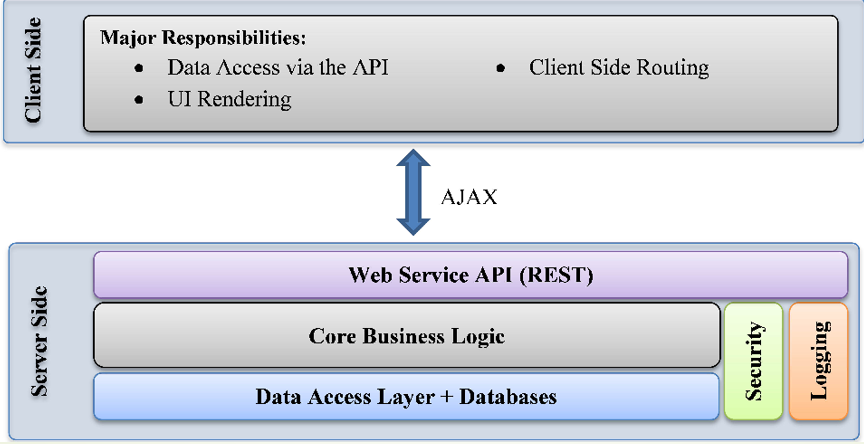 Client Side
Major Responsibilities:
• Data Access via the API
• Client Side Routing
• UI Rendering
AJAX
Server Side
Web Service API (REST)
Core Business Logic
Data Access Layer + Databases
Security
Logging